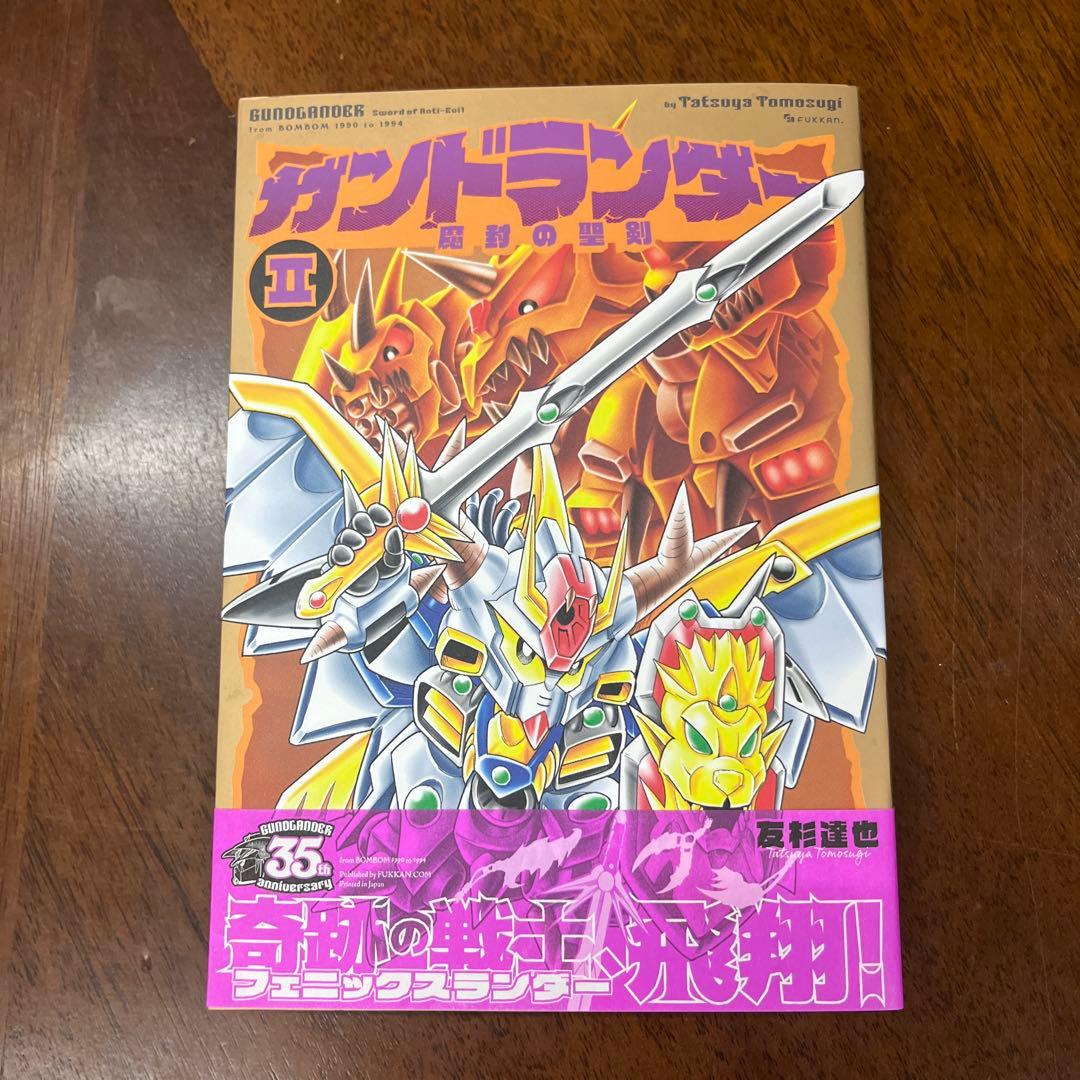 GUNDLANDER Sword of Anti-Evil
from BOMBOM 1990 to 1994
by Tatsuya Tomosugi
FUKKAN.
ガンドランダー
魔封の聖剣
II
GUNDLANDER
35th
anniversary
from BOMBOM 1990 to 1994
Published by FUKKAN.COM
Printed in Japan
友杉達也
Tatsuya Tomosugi
奇跡の戦士、飛翔!
フェニックスランダー